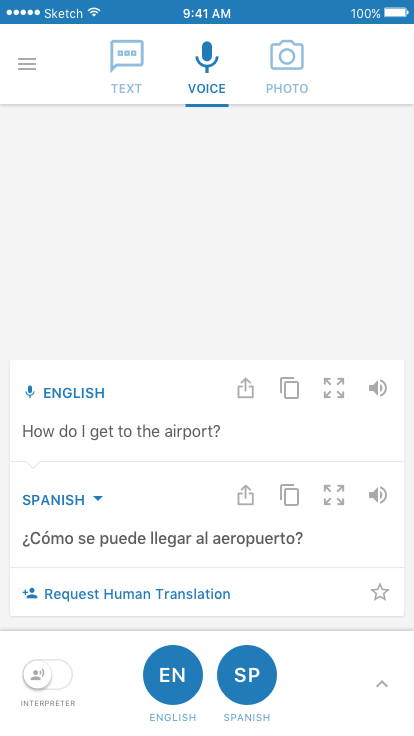 Sketch 9:41 AM 100%
TEXT VOICE PHOTO
ENGLISH
How do I get to the airport?
SPANISH
¿Cómo se puede llegar al aeropuerto?
Request Human Translation
EN SP
INTERPRETER ENGLISH SPANISH